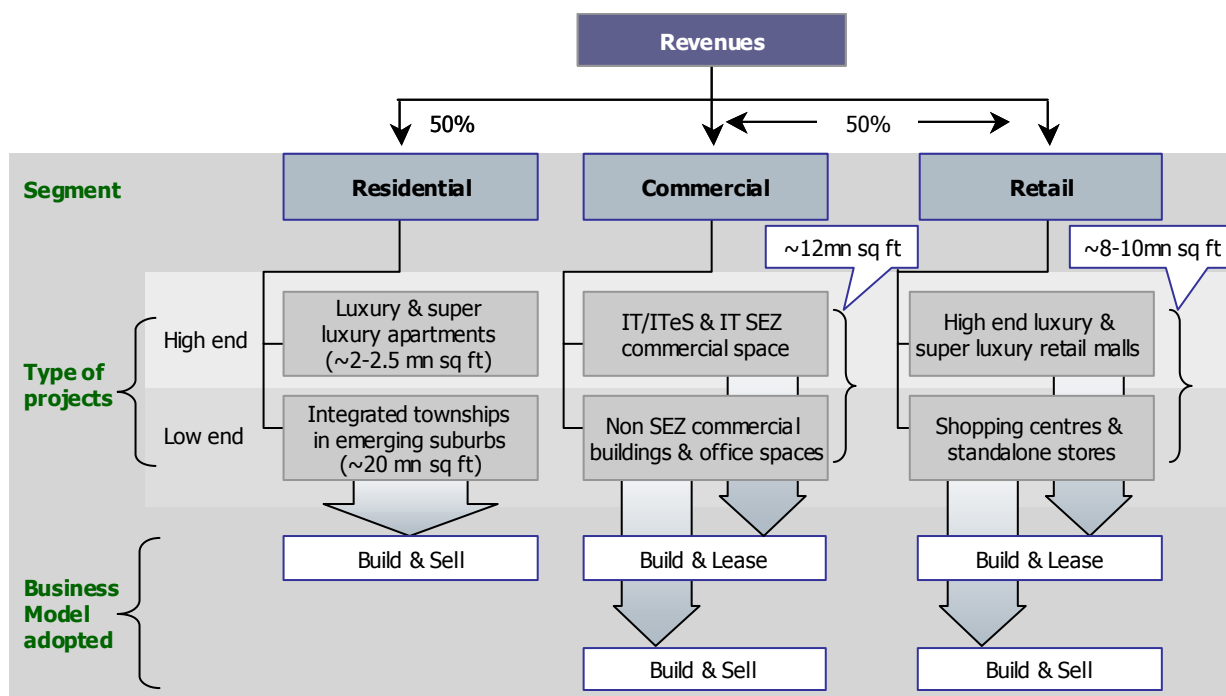 Revenues
50%
50%
Segment
Residential
Commercial
Retail
~12mn sq ft
~8-10mn sq ft
Type of
projects
High end
Luxury & super
luxury apartments
(~2-2.5 mn sq ft)
IT/ITeS & IT SEZ
commercial space
High end luxury &
super luxury retail malls
Low end
Integrated townships
in emerging suburbs
(~20 mn sq ft)
Non SEZ commercial
buildings & office spaces
Shopping centres &
standalone stores
Business
Model
adopted
Build & Sell
Build & Lease
Build & Lease
Build & Sell
Build & Sell